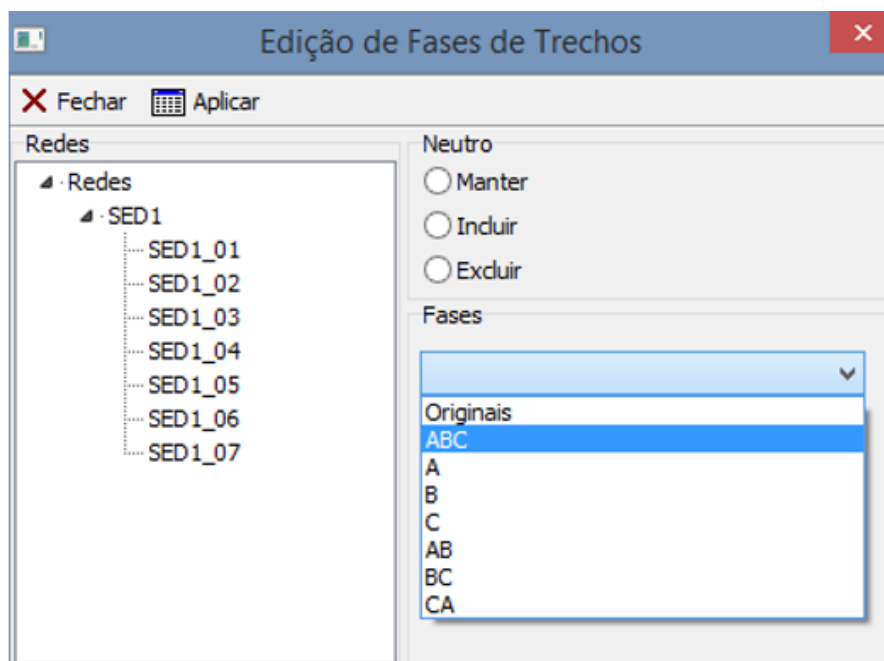 Edição de Fases de Trechos
Fechar Aplicar
Redes
Redes
SED1
SED1_01
SED1_02
SED1_03
SED1_04
SED1_05
SED1_06
SED1_07
Neutro
Manter
Incluir
Excluir
Fases
Originais
ABC
A
B
C
AB
BC
CA